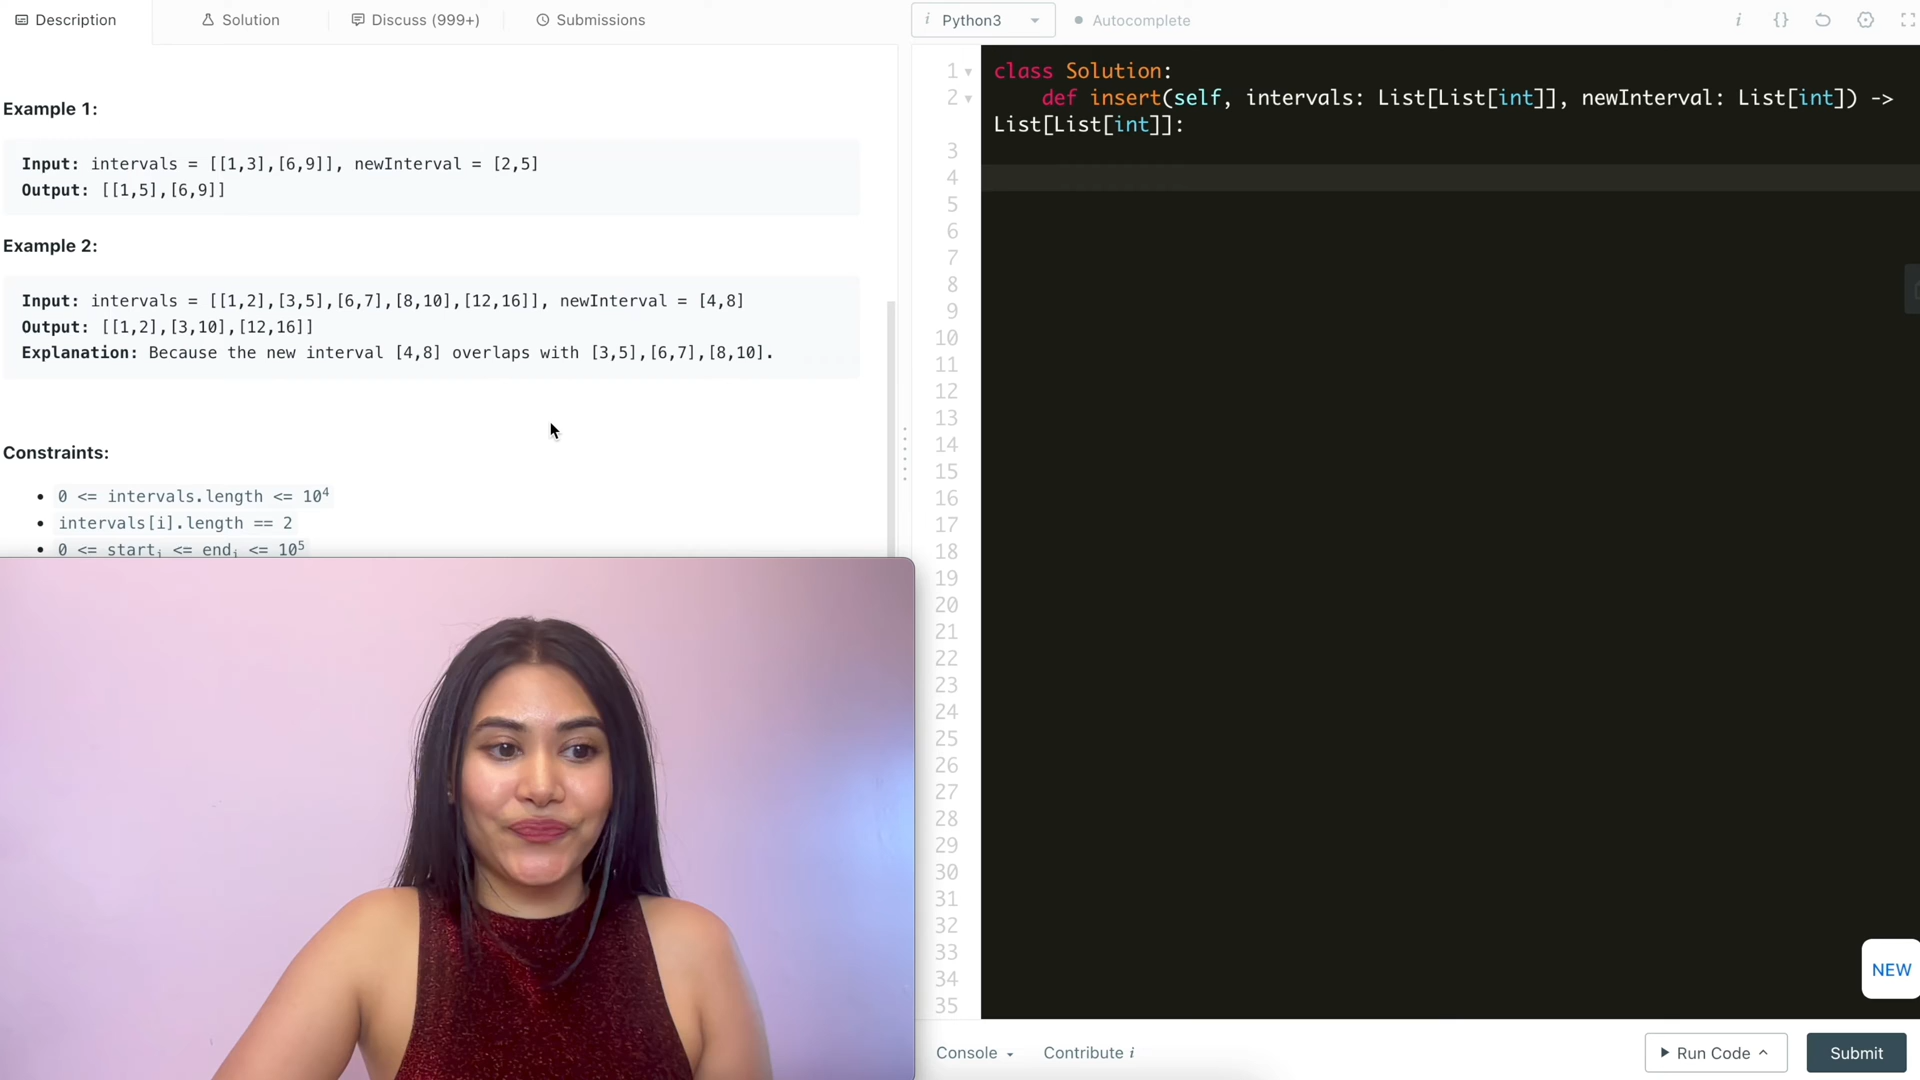 Description
Solution
Discuss (999+)
Submissions
i Python3
Autocomplete
i {}
Example 1:
Input: intervals = [[1,3],[6,9]], newInterval = [2,5]
Output: [[1,5],[6,9]]
Example 2:
Input: intervals = [[1,2],[3,5],[6,7],[8,10],[12,16]], newInterval = [4,8]
Output: [[1,2],[3,10],[12,16]]
Explanation: Because the new interval [4,8] overlaps with [3,5],[6,7],[8,10].
Constraints:
• 0 <= intervals.length <= 10⁴
• intervals[i].length == 2
• 0 <= startᵢ <= endᵢ <= 10⁵
1 class Solution:
2 def insert(self, intervals: List[List[int]], newInterval: List[int]) ->
List[List[int]]:
3
4
5
6
7
8
9
10
11
12
13
14
15
16
17
18
19
20
21
22
23
24
25
26
27
28
29
30
31
32
33
34
35
NEW
Console
Contribute i
Run Code
Submit